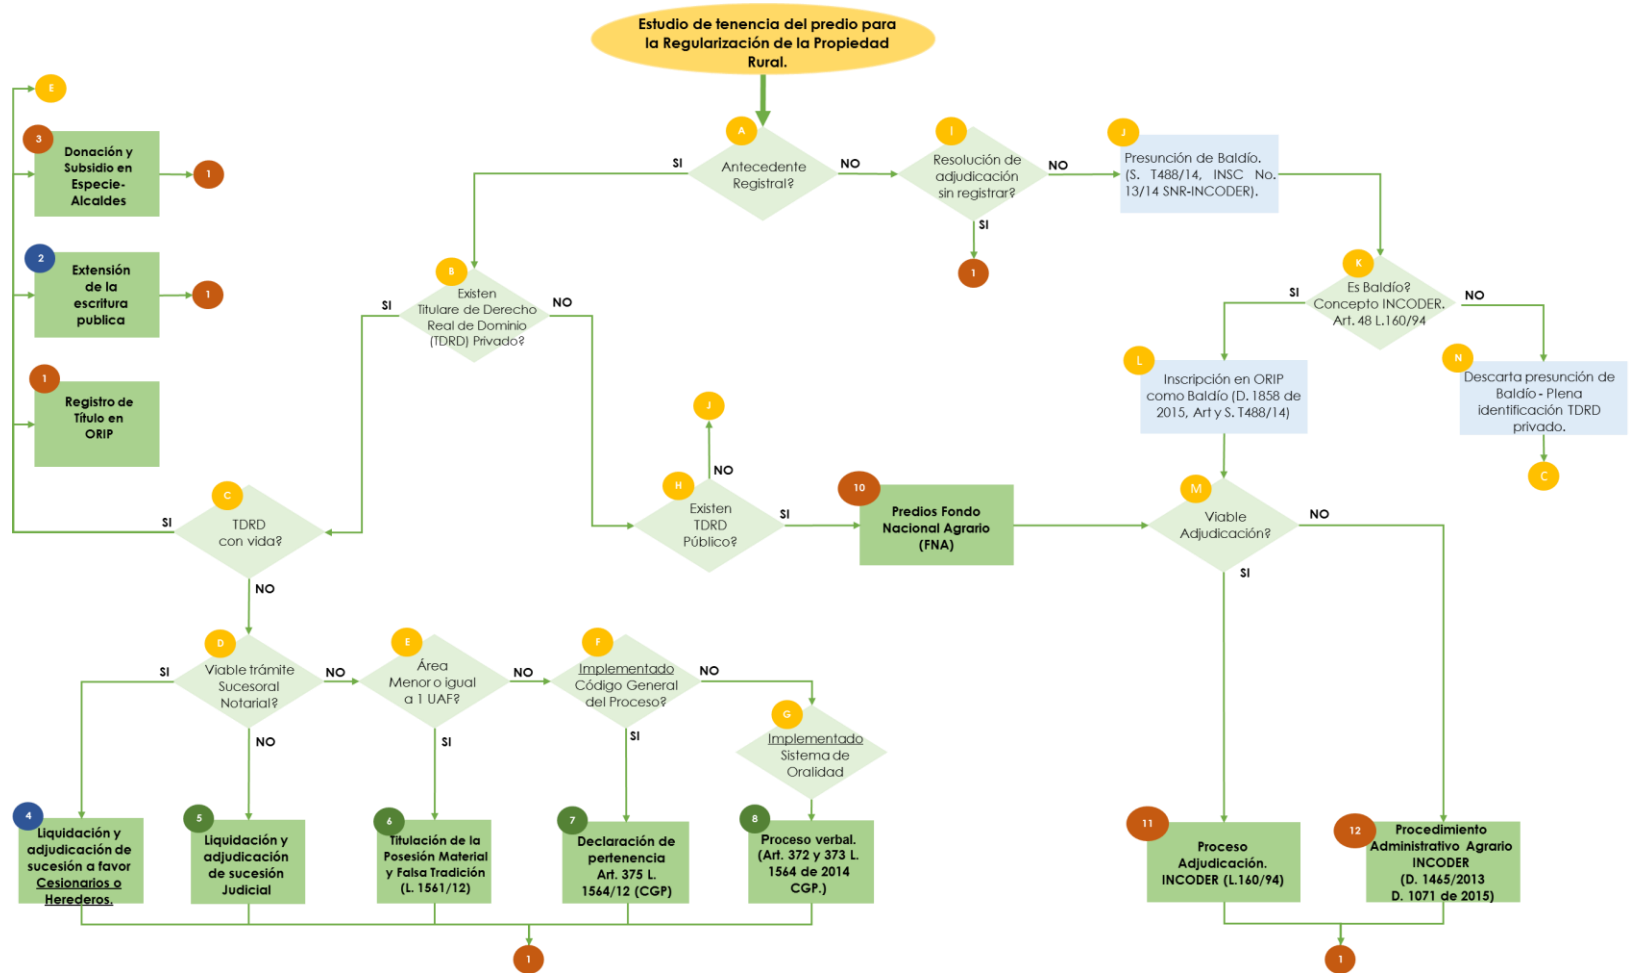 Estudio de tenencia del predio para
la Regularización de la Propiedad
Rural.
E
3
Donación y
Subsidio en
Especie-
Alcaldes
1
2
Extensión
de la
escritura
publica
1
1
Registro de
Título en
ORIP
A
Antecedente
Registral?
SI
NO
I
Resolución de
adjudicación
sin registrar?
NO
SI
1
J
Presunción de Baldío.
(S. T488/14, INSC No.
13/14 SNR-INCODER).
B
Existen
Titulare de Derecho
Real de Dominio
(TDRD) Privado?
SI
NO
K
Es Baldío?
Concepto INCODER.
Art. 48 L.160/94
SI
NO
L
Inscripción en ORIP
como Baldío (D. 1858 de
2015, Art y S. T488/14)
N
Descarta presunción de
Baldío - Plena
identificación TDRD
privado.
C
J
NO
H
Existen
TDRD
Público?
SI
10
Predios Fondo
Nacional Agrario
(FNA)
M
Viable
Adjudicación?
NO
SI
C
TDRD
con vida?
SI
NO
D
Viable trámite
Sucesoral
Notarial?
SI
NO
NO
E
Área
Menor o igual
a 1 UAF?
NO
SI
F
Implementado
Código General
del Proceso?
NO
SI
G
Implementado
Sistema de
Oralidad
4
Liquidación y
adjudicación de
sucesión a favor
Cesionarios o
Herederos.
5
Liquidación y
adjudicación
de sucesión
Judicial
6
Titulación de la
Posesión Material
y Falsa Tradición
(L. 1561/12)
7
Declaración de
pertenencia
Art. 375 L.
1564/12 (CGP)
8
Proceso verbal.
(Art. 372 y 373 L.
1564 de 2014
CGP.)
11
Proceso
Adjudicación.
INCODER (L.160/94)
12
Procedimiento
Administrativo Agrario
INCODER
(D. 1465/2013
D. 1071 de 2015)
1
1